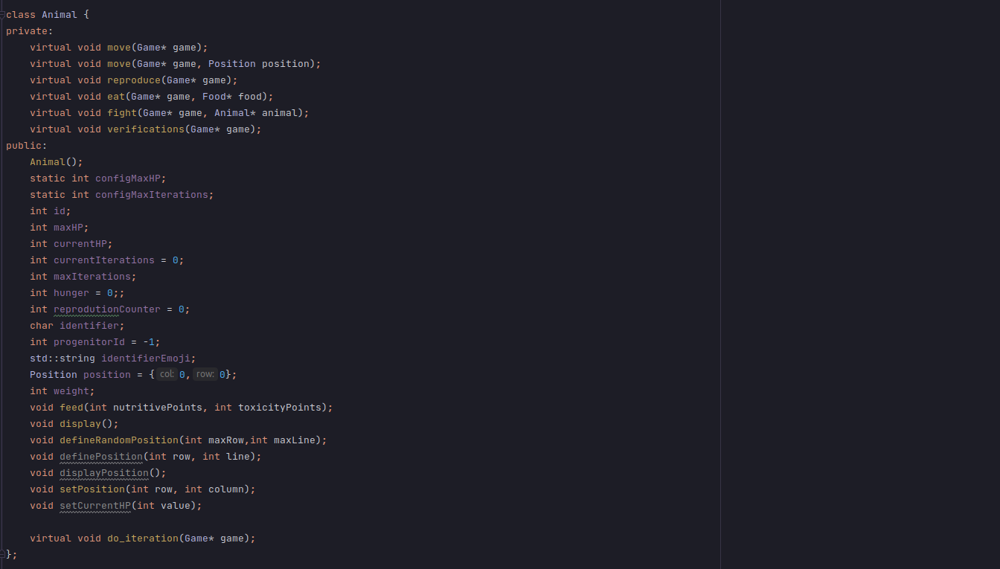 class Animal {
private:
    virtual void move(Game* game);
    virtual void move(Game* game, Position position);
    virtual void reproduce(Game* game);
    virtual void eat(Game* game, Food* food);
    virtual void fight(Game* game, Animal* animal);
    virtual void verifications(Game* game);
public:
    Animal();
    static int configMaxHP;
    static int configMaxIterations;
    int id;
    int maxHP;
    int currentHP;
    int currentIterations = 0;
    int maxIterations;
    int hunger = 0;;
    int reprodutionCounter = 0;
    char identifier;
    int progenitorId = -1;
    std::string identifierEmoji;
    Position position = { col: 0, row: 0};
    int weight;
    void feed(int nutritivePoints, int toxicityPoints);
    void display();
    void defineRandomPosition(int maxRow,int maxLine);
    void definePosition(int row, int line);
    void displayPosition();
    void setPosition(int row, int column);
    void setCurrentHP(int value);

    virtual void do_iteration(Game* game);
};